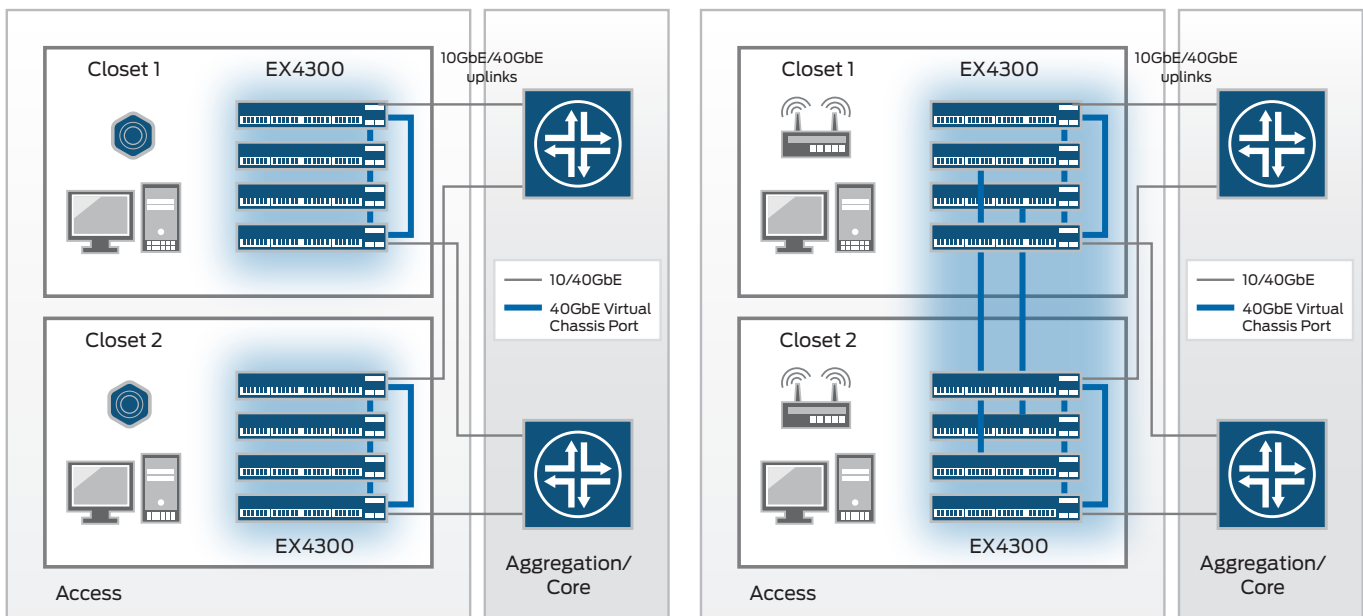 Closet 1
EX4300
10GbE/40GbE
uplinks
10/40GbE
40GbE Virtual
Chassis Port
Closet 2
EX4300
Access
Aggregation/
Core
Closet 1
EX4300
10GbE/40GbE
uplinks
10/40GbE
40GbE Virtual
Chassis Port
Closet 2
EX4300
Access
Aggregation/
Core